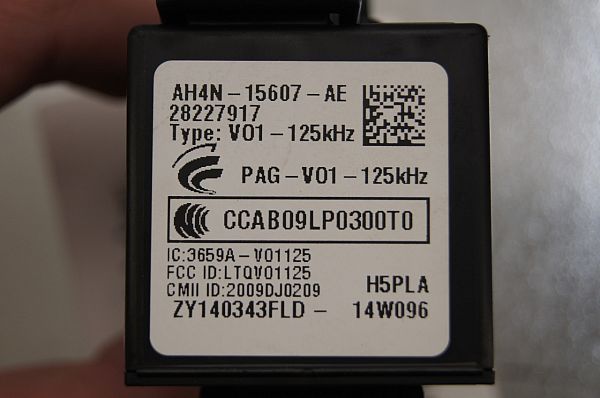 AH4N-15607-AE
28227917
Type: V01-125kHz
PAG-V01-125kHz
CCAB09LP0300T0
IC:3659A-V01125
FCC ID:LTQV01125
CMII ID:2009DJ0209
H5PLA
ZY140343FLD- 14W096